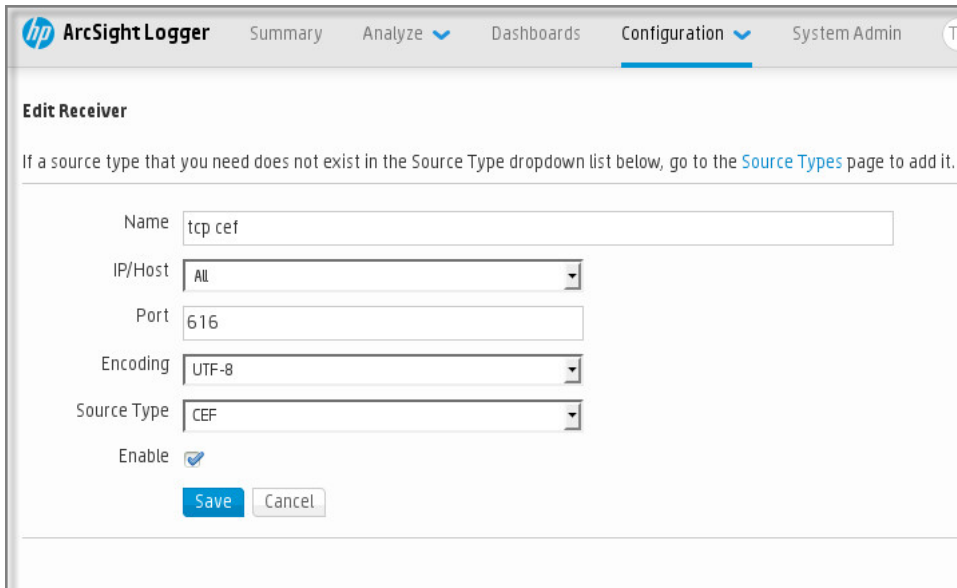 hp ArcSight Logger Summary Analyze Dashboards Configuration System Admin T
Edit Receiver
If a source type that you need does not exist in the Source Type dropdown list below, go to the Source Types page to add it.
Name tcp cef
IP/Host All
Port 616
Encoding UTF-8
Source Type CEF
Enable
Save Cancel